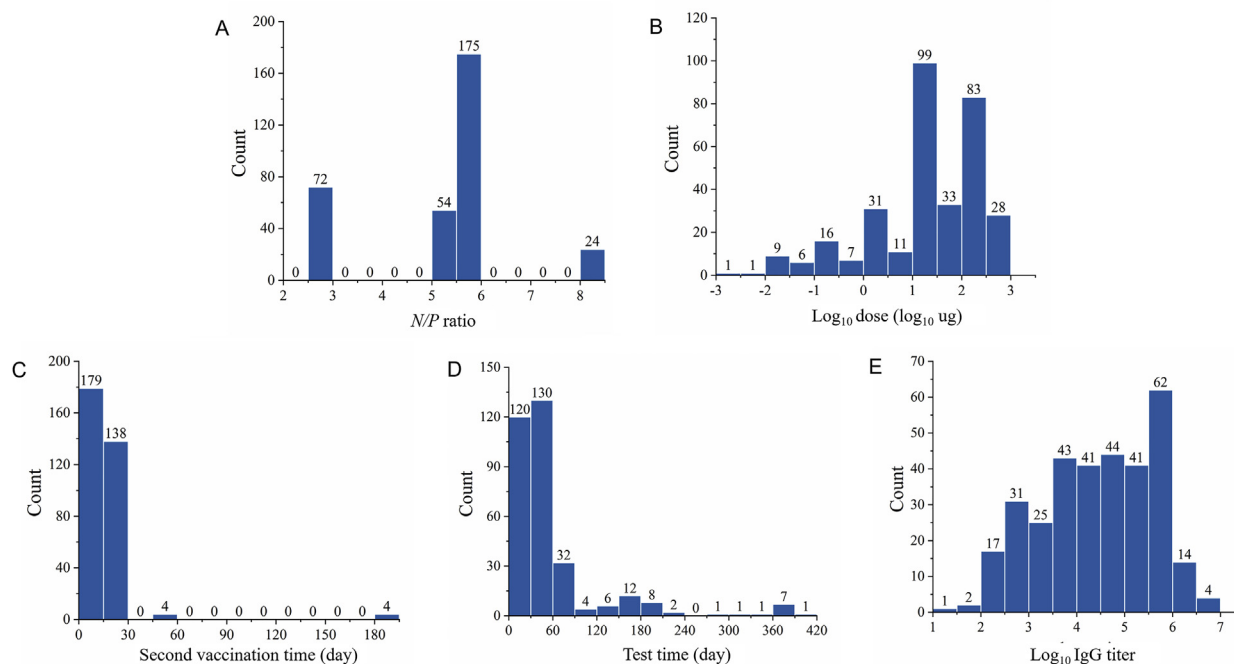 A
Count
200
160
120
80
40
0
0 72 0 0 0 0 54 175 0 0 0 0 24
2 3 4 5 6 7 8
N/P ratio
B
Count
120
100
80
60
40
20
0
1 1 9 6 16 7 31 11 99 33 83 28
-3 -2 -1 0 1 2 3
Log₁₀ dose (log₁₀ ug)
C
Count
200
160
120
80
40
0
179 138 0 4 0 0 0 0 0 0 0 0 4
0 30 60 90 120 150 180
Second vaccination time (day)
D
Count
150
120
90
60
30
0
120 130 32 4 6 12 8 2 0 1 1 1 7 1
0 60 120 180 240 300 360 420
Test time (day)
E
Count
70
60
50
40
30
20
10
0
1 2 17 31 25 43 41 44 41 62 14 4
1 2 3 4 5 6 7
Log₁₀ IgG titer